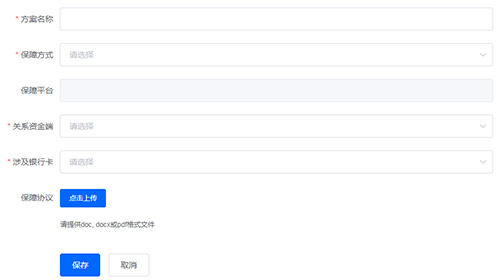 * 方案名称
* 保障方式 请选择
保障平台
* 关系资金端 请选择
* 涉及银行卡 请选择
保障协议 点击上传
请提供doc, docx或pdf格式文件
保存 取消